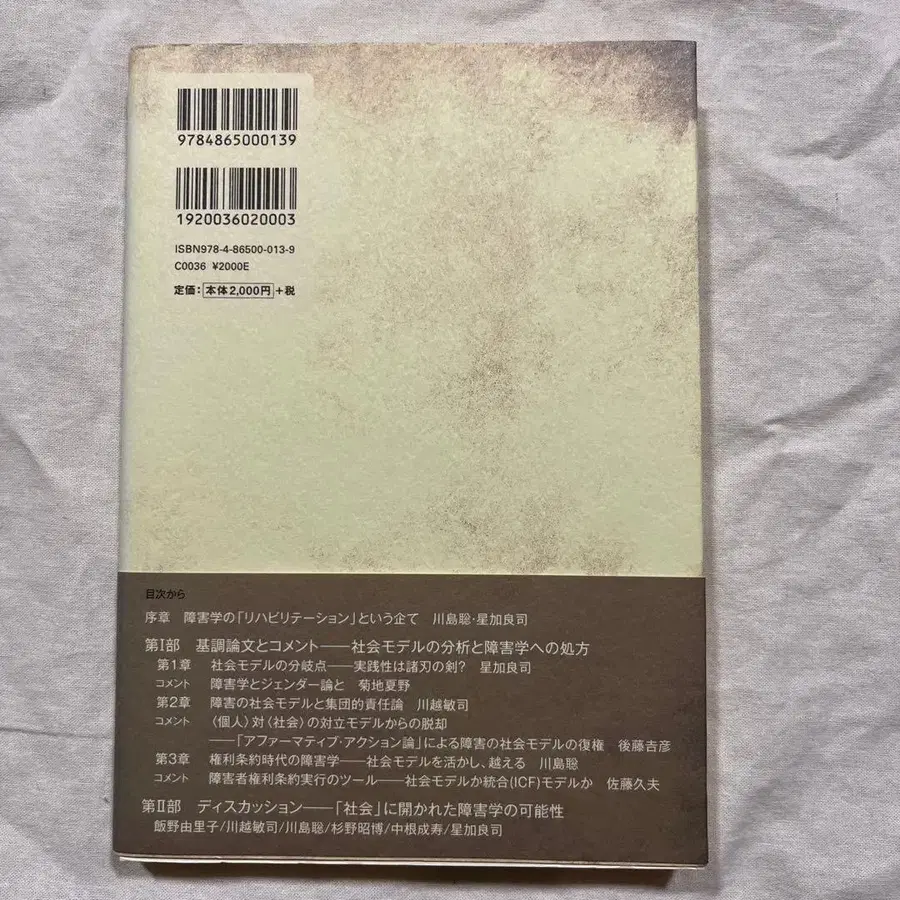 9784865000139
1920036020003
ISBN978-4-86500-013-9
C0036 ¥2000E
定価：本体2,000円+税
目次から
序章 障害学の「リハビリテーション」という企て 川島聡・星加良司
第Ⅰ部 基調論文とコメント――社会モデルの分析と障害学への処方
第1章 社会モデルの分岐点――実践性は諸刃の剣？ 星加良司
コメント 障害学とジェンダー論と 菊地夏野
第2章 障害の社会モデルと集団的責任論 川越敏司
コメント 〈個人〉対〈社会〉の対立モデルからの脱却
――「アファーマティブ・アクション論」による障害の社会モデルの復権 後藤吉彦
第3章 権利条約時代の障害学――社会モデルを活かし、越える 川島聡
コメント 障害者権利条約実行のツール――社会モデルか統合(ICF)モデルか 佐藤久夫
第Ⅱ部 ディスカッション――「社会」に開かれた障害学の可能性
飯野由里子/川越敏司/川島聡/杉野昭博/中根成寿/星加良司